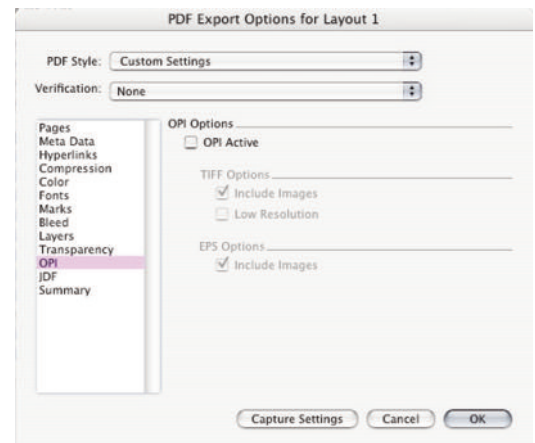 PDF Export Options for Layout 1
PDF Style: Custom Settings
Verification: None
Pages
Meta Data
Hyperlinks
Compression
Color
Fonts
Marks
Bleed
Layers
Transparency
OPI
JDF
Summary
OPI Options
OPI Active
TIFF Options
Include Images
Low Resolution
EPS Options
Include Images
Capture Settings Cancel OK